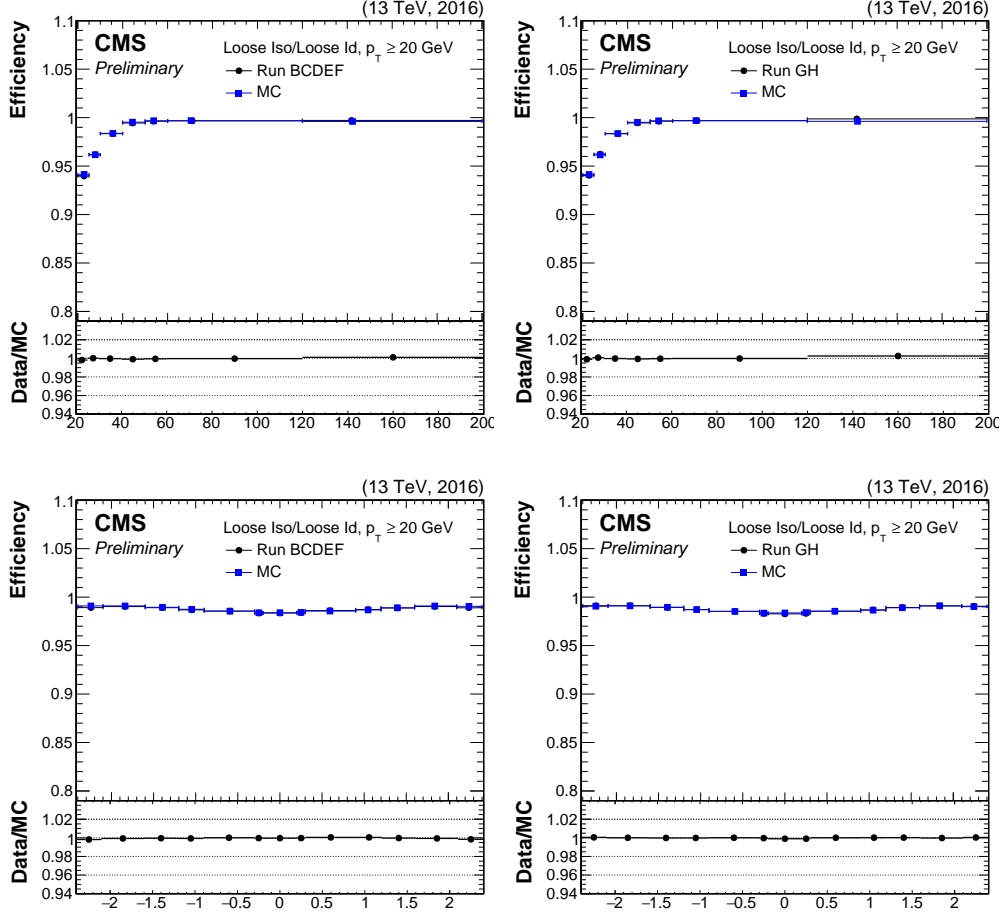 (13 TeV, 2016)
Efficiency
1.1
CMS
Preliminary
Loose Iso/Loose Id, pT ≥ 20 GeV
Run BCDEF
MC
1.05
1
0.95
0.9
0.85
0.8
Data/MC
1.02
1
0.98
0.96
0.94
20 40 60 80 100 120 140 160 180 200
(13 TeV, 2016)
Efficiency
1.1
CMS
Preliminary
Loose Iso/Loose Id, pT ≥ 20 GeV
Run GH
MC
1.05
1
0.95
0.9
0.85
0.8
Data/MC
1.02
1
0.98
0.96
0.94
20 40 60 80 100 120 140 160 180 200
(13 TeV, 2016)
Efficiency
1.1
CMS
Preliminary
Loose Iso/Loose Id, pT ≥ 20 GeV
Run BCDEF
MC
1.05
1
0.95
0.9
0.85
0.8
Data/MC
1.02
1
0.98
0.96
0.94
−2 −1.5 −1 −0.5 0 0.5 1 1.5 2
(13 TeV, 2016)
Efficiency
1.1
CMS
Preliminary
Loose Iso/Loose Id, pT ≥ 20 GeV
Run GH
MC
1.05
1
0.95
0.9
0.85
0.8
Data/MC
1.02
1
0.98
0.96
0.94
−2 −1.5 −1 −0.5 0 0.5 1 1.5 2